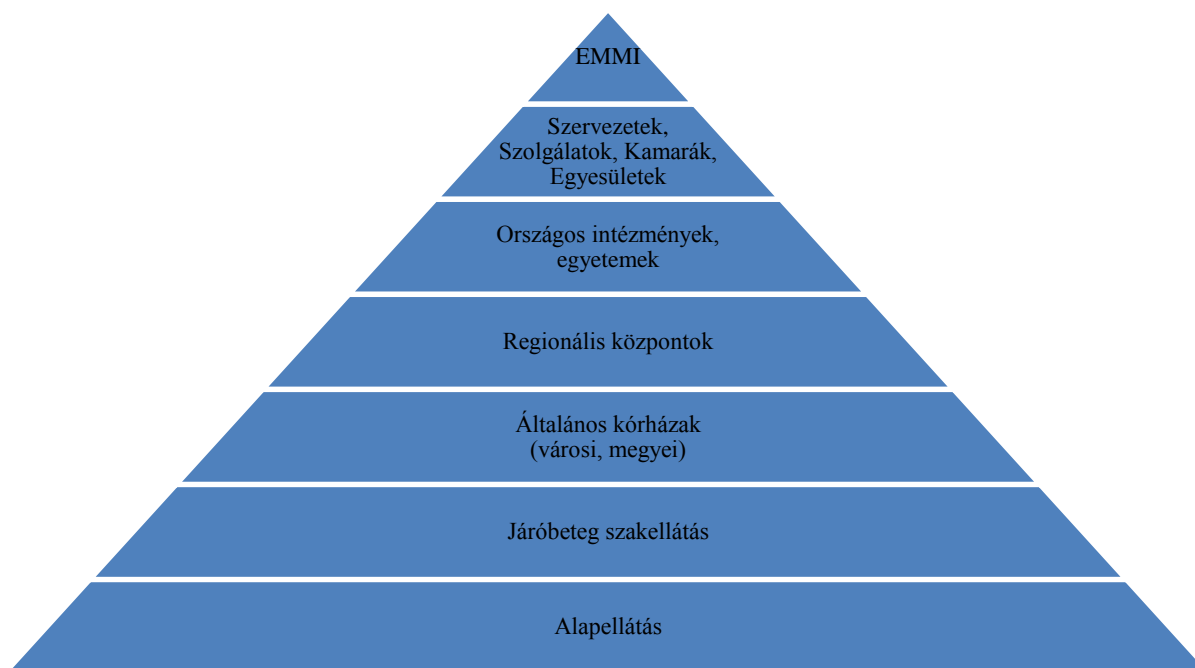 EMMI
Szervezetek,
Szolgálatok, Kamarák,
Egyesületek
Országos intézmények,
egyetemek
Regionális központok
Általános kórházak
(városi, megyei)
Járóbeteg szakellátás
Alapellátás